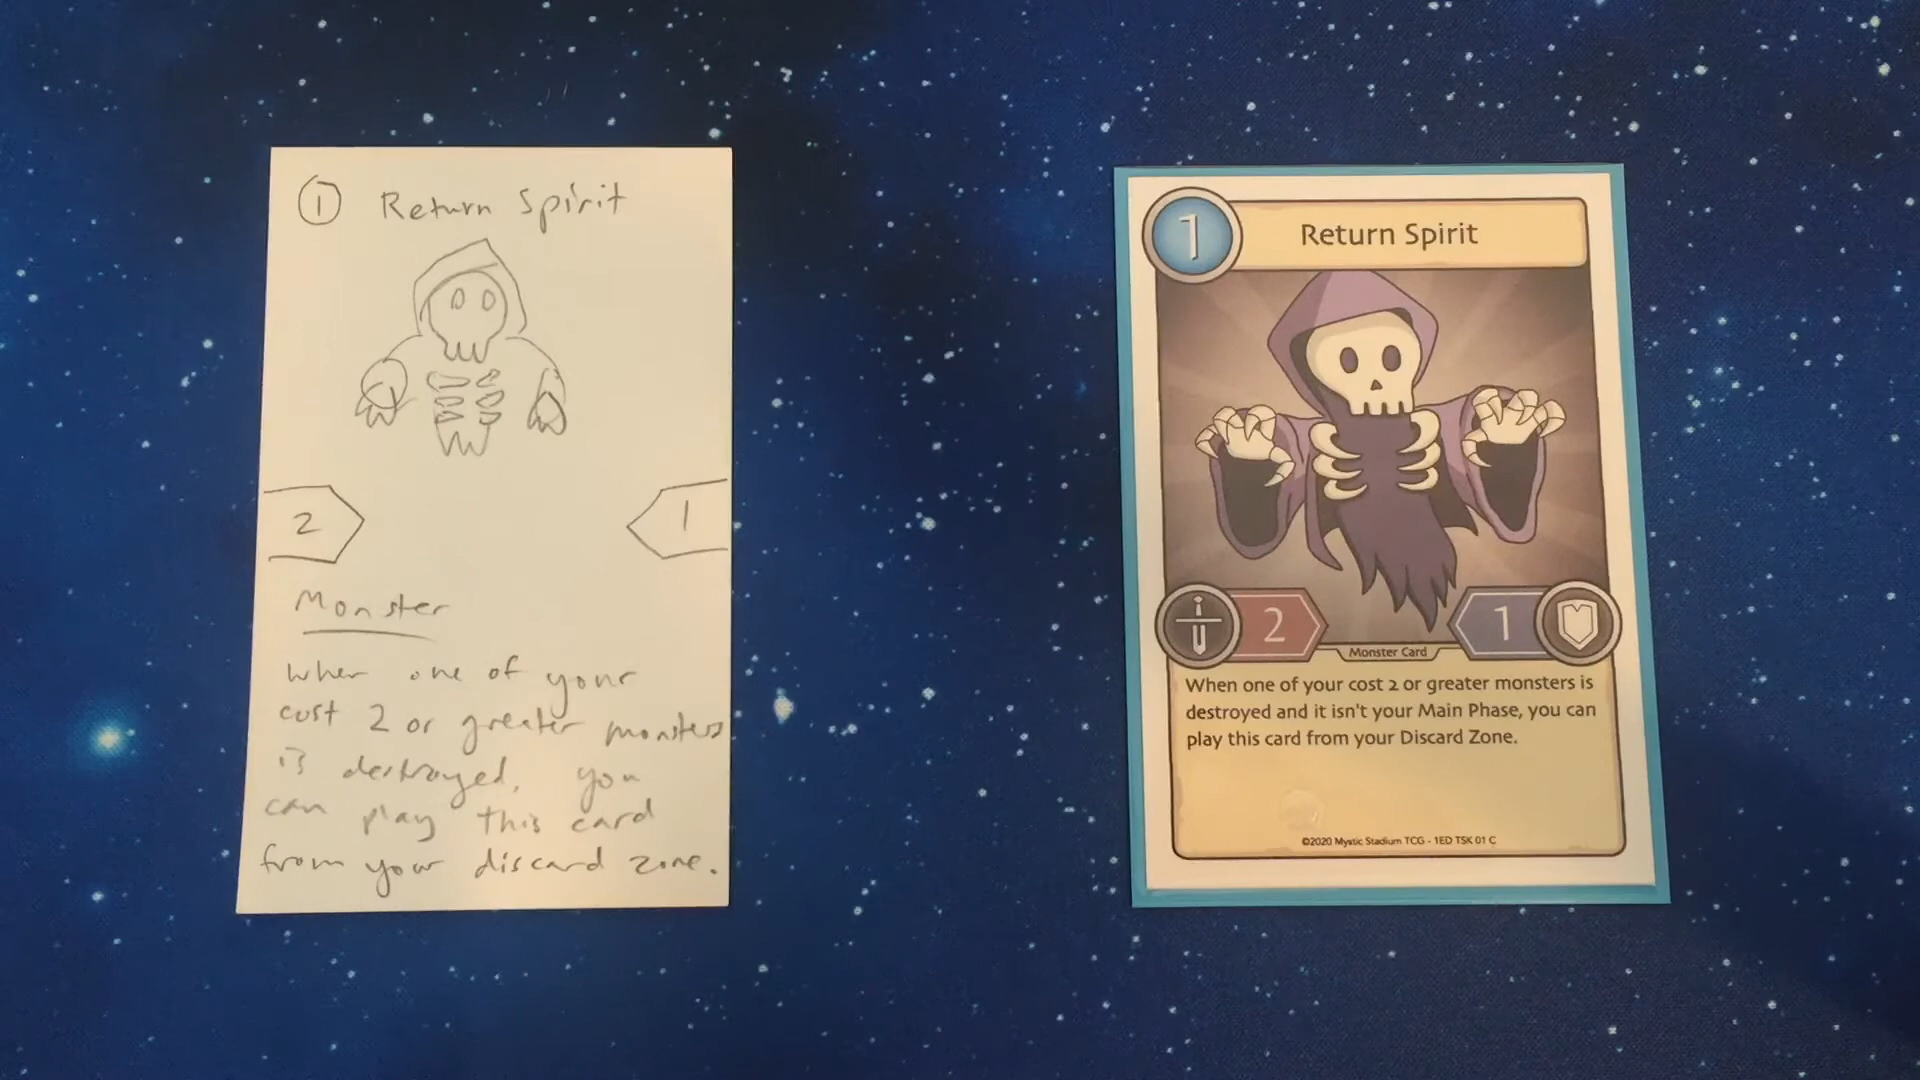 1 Return Spirit
2 1
Monster
When one of your
cost 2 or greater monsters
is destroyed, you
can play this card
from your discard zone.
1 Return Spirit
2 1
Monster Card
When one of your cost 2 or greater monsters is
destroyed and it isn't your Main Phase, you can
play this card from your Discard Zone.
©2020 Mystic Stadium TCG - 1ED TSK 01 C